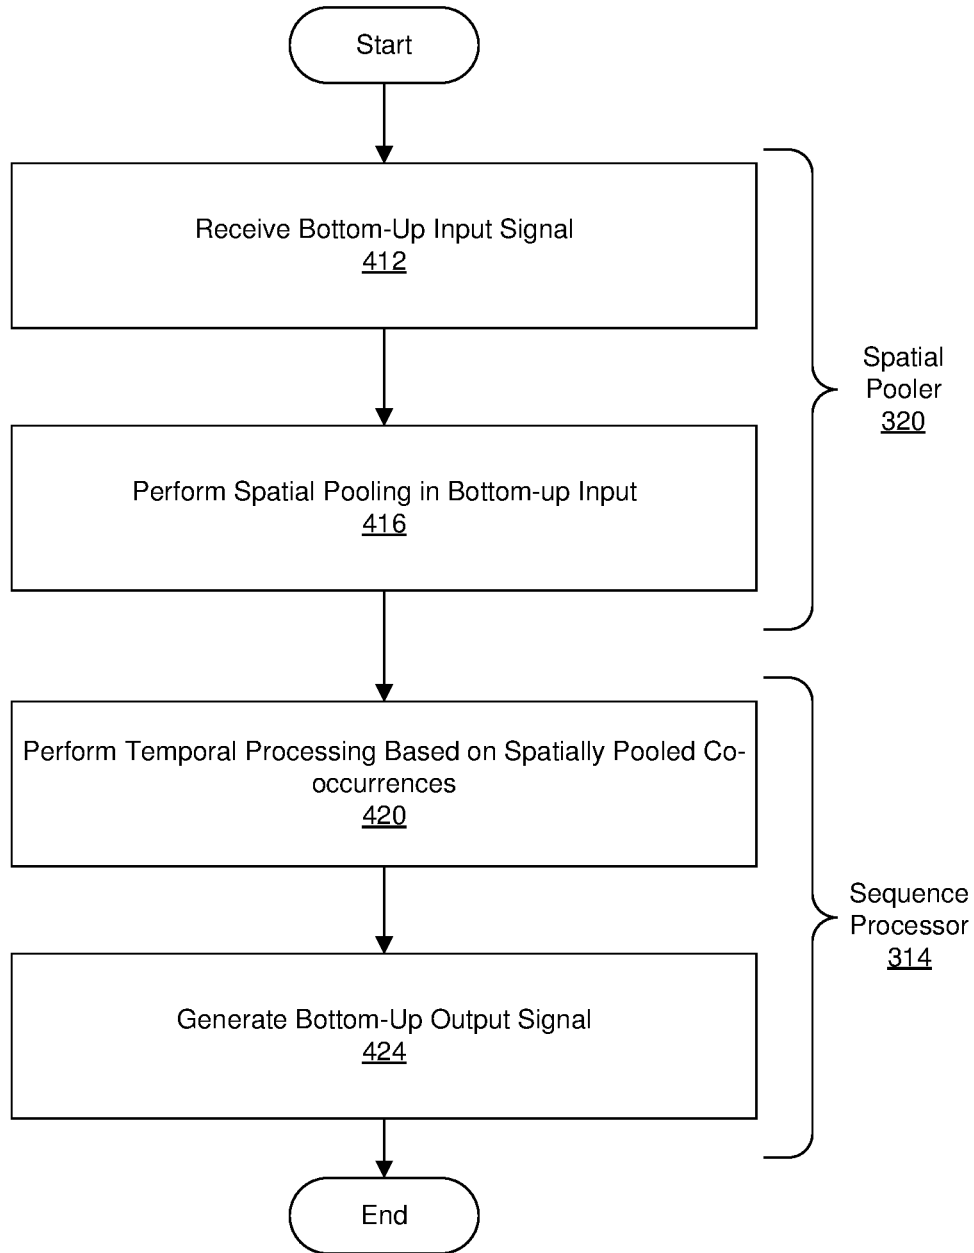 Start
Receive Bottom-Up Input Signal
412
Perform Spatial Pooling in Bottom-up Input
416
Spatial
Pooler
320
Perform Temporal Processing Based on Spatially Pooled Co-
occurrences
420
Generate Bottom-Up Output Signal
424
Sequence
Processor
314
End